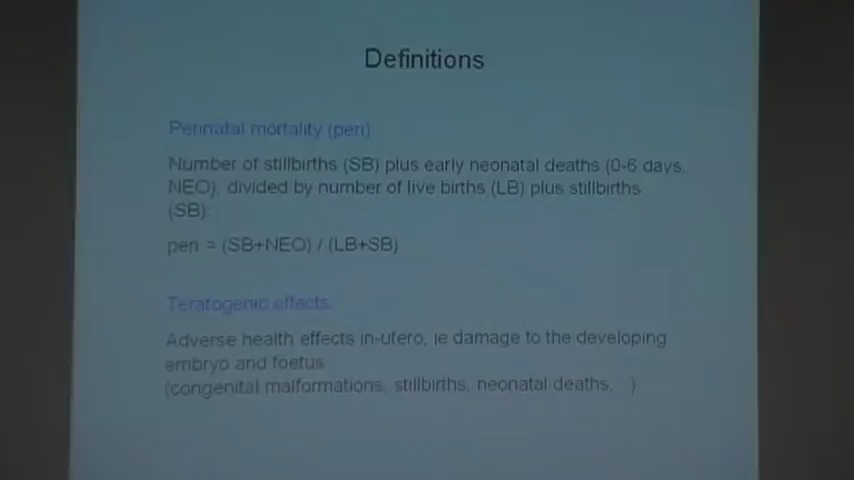 Definitions
Perinatal mortality (peri)
Number of stillbirths (SB) plus early neonatal deaths (0-6 days,
NEO), divided by number of live births (LB) plus stillbirths
(SB):
peri = (SB+NEO) / (LB+SB)
Teratogenic effects:
Adverse health effects in-utero, ie damage to the developing
embryo and foetus
(congenital malformations, stillbirths, neonatal deaths, ..)